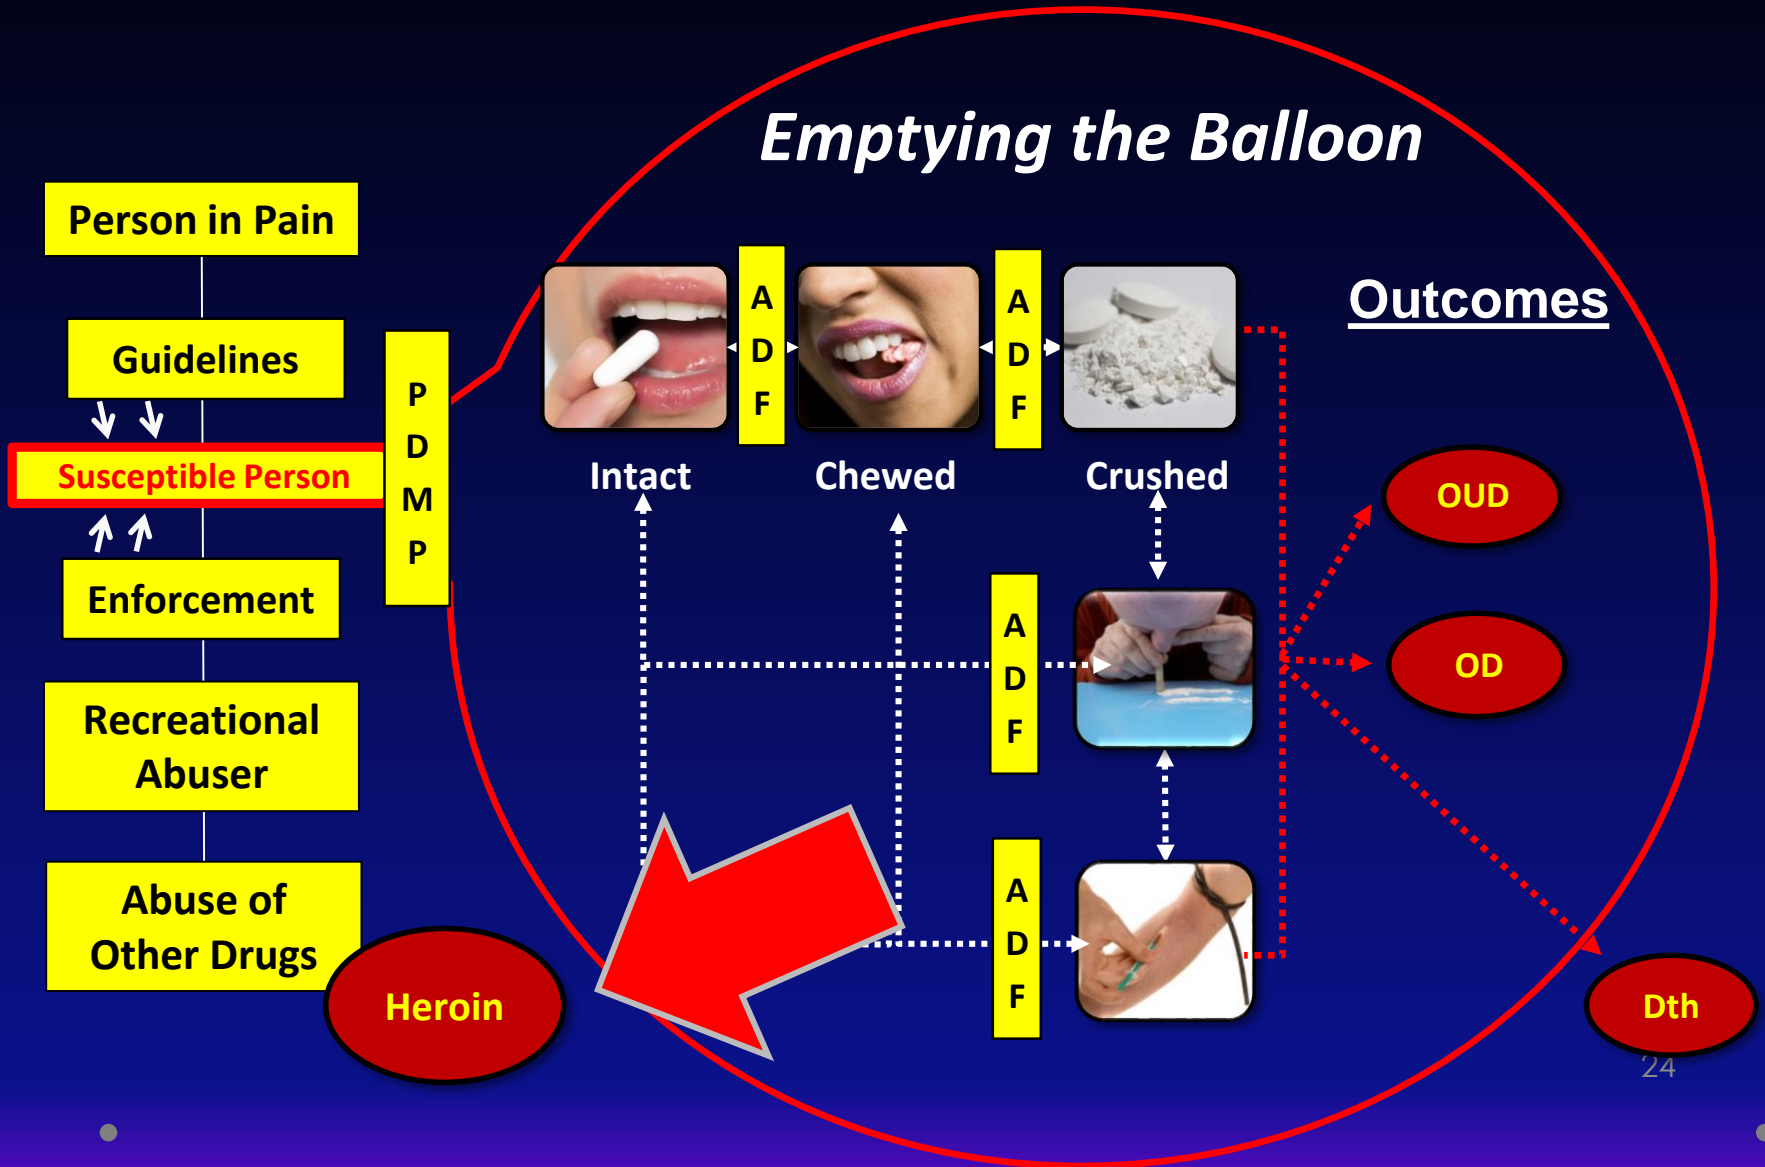 Emptying the Balloon
Person in Pain
Guidelines
Susceptible Person
Enforcement
Recreational
Abuser
Abuse of
Other Drugs
Heroin
P
D
M
P
A
D
F
A
D
F
Intact
Chewed
Crushed
A
D
F
A
D
F
Outcomes
OUD
OD
Dth
24